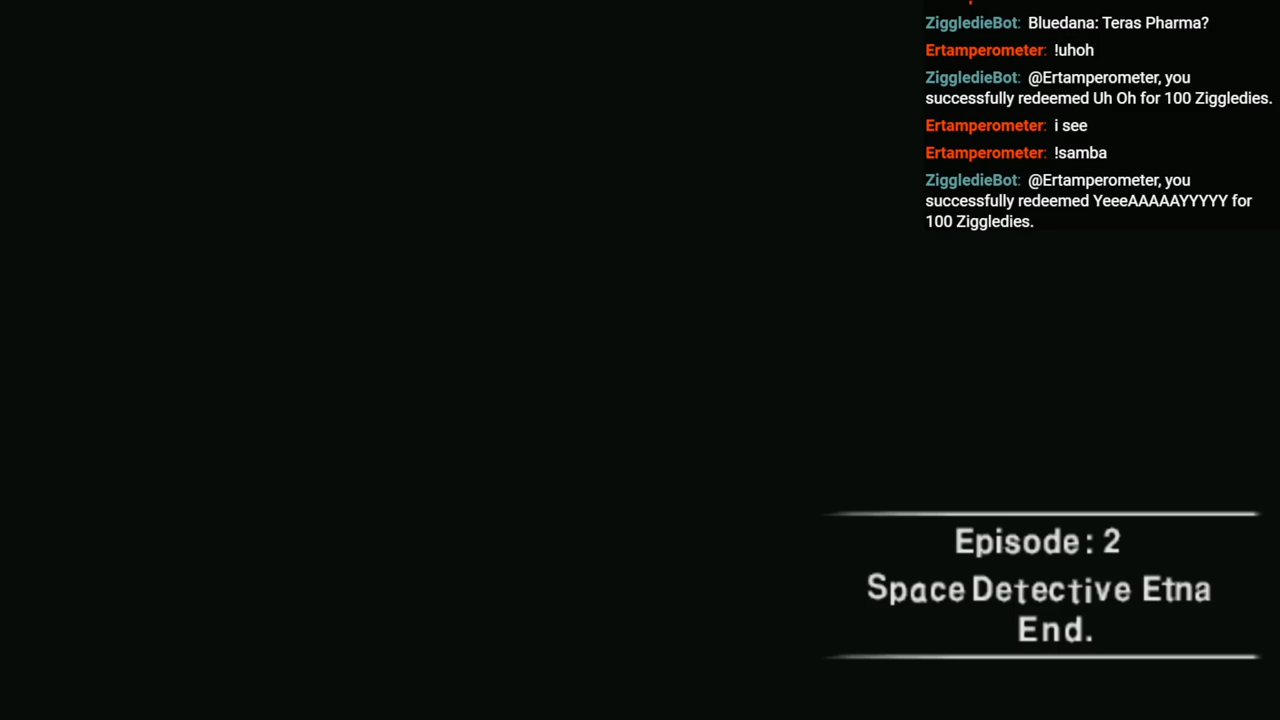 ZiggledieBot: Bluedana: Teras Pharma?
Ertamperometer: !uhoh
ZiggledieBot: @Ertamperometer, you
successfully redeemed Uh Oh for 100 Ziggledies.
Ertamperometer: i see
Ertamperometer: !samba
ZiggledieBot: @Ertamperometer, you
successfully redeemed YeeeAAAAAYYYYY for
100 Ziggledies.
Episode: 2
Space Detective Etna
End.